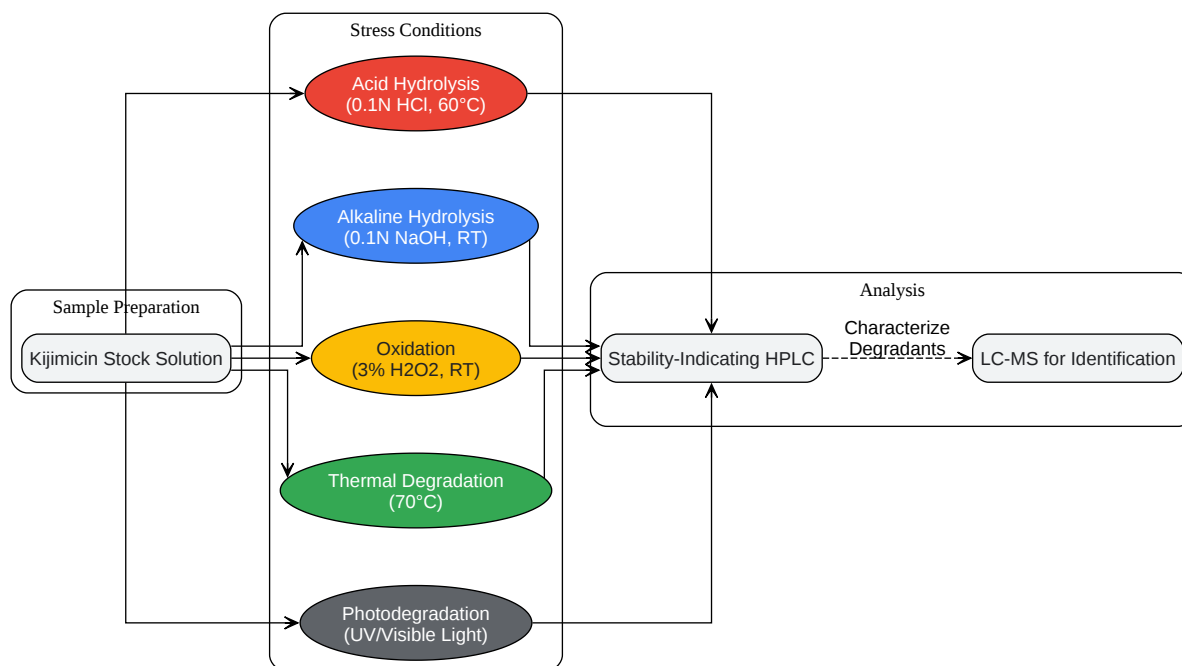 Stress Conditions
Acid Hydrolysis
(0.1N HCl, 60°C)
Alkaline Hydrolysis
(0.1N NaOH, RT)
Sample Preparation
Kijimicin Stock Solution
Oxidation
(3% H2O2, RT)
Thermal Degradation
(70°C)
Photodegradation
(UV/Visible Light)
Analysis
Stability-Indicating HPLC
Characterize
Degradants
LC-MS for Identification